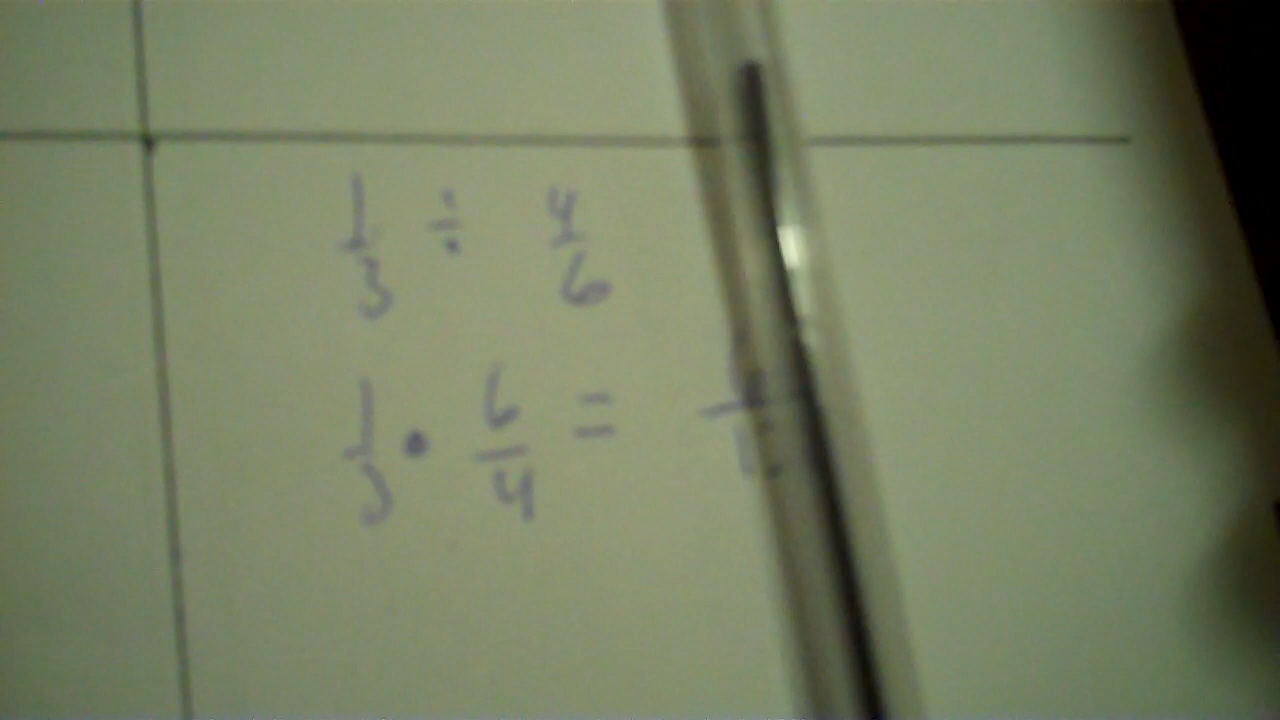 1/3 ÷ 4/6
1/3 • 6/4 =